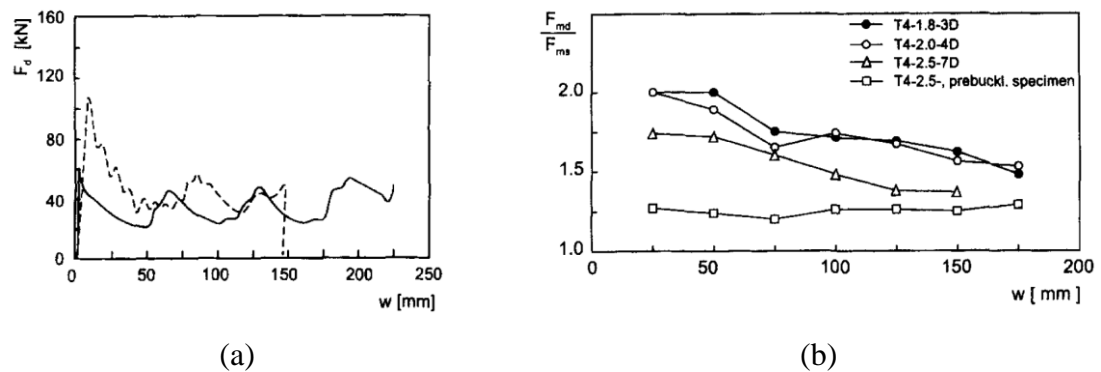 160
120
80
40
0
F_d [kN]
0 50 100 150 200 250
w [mm]
(a)
F_md
F_ms
2.0
1.5
1.0
T4-1.8-3D
T4-2.0-4D
T4-2.5-7D
T4-2.5-, prebuckl. specimen
0 50 100 150 200
w [ mm ]
(b)